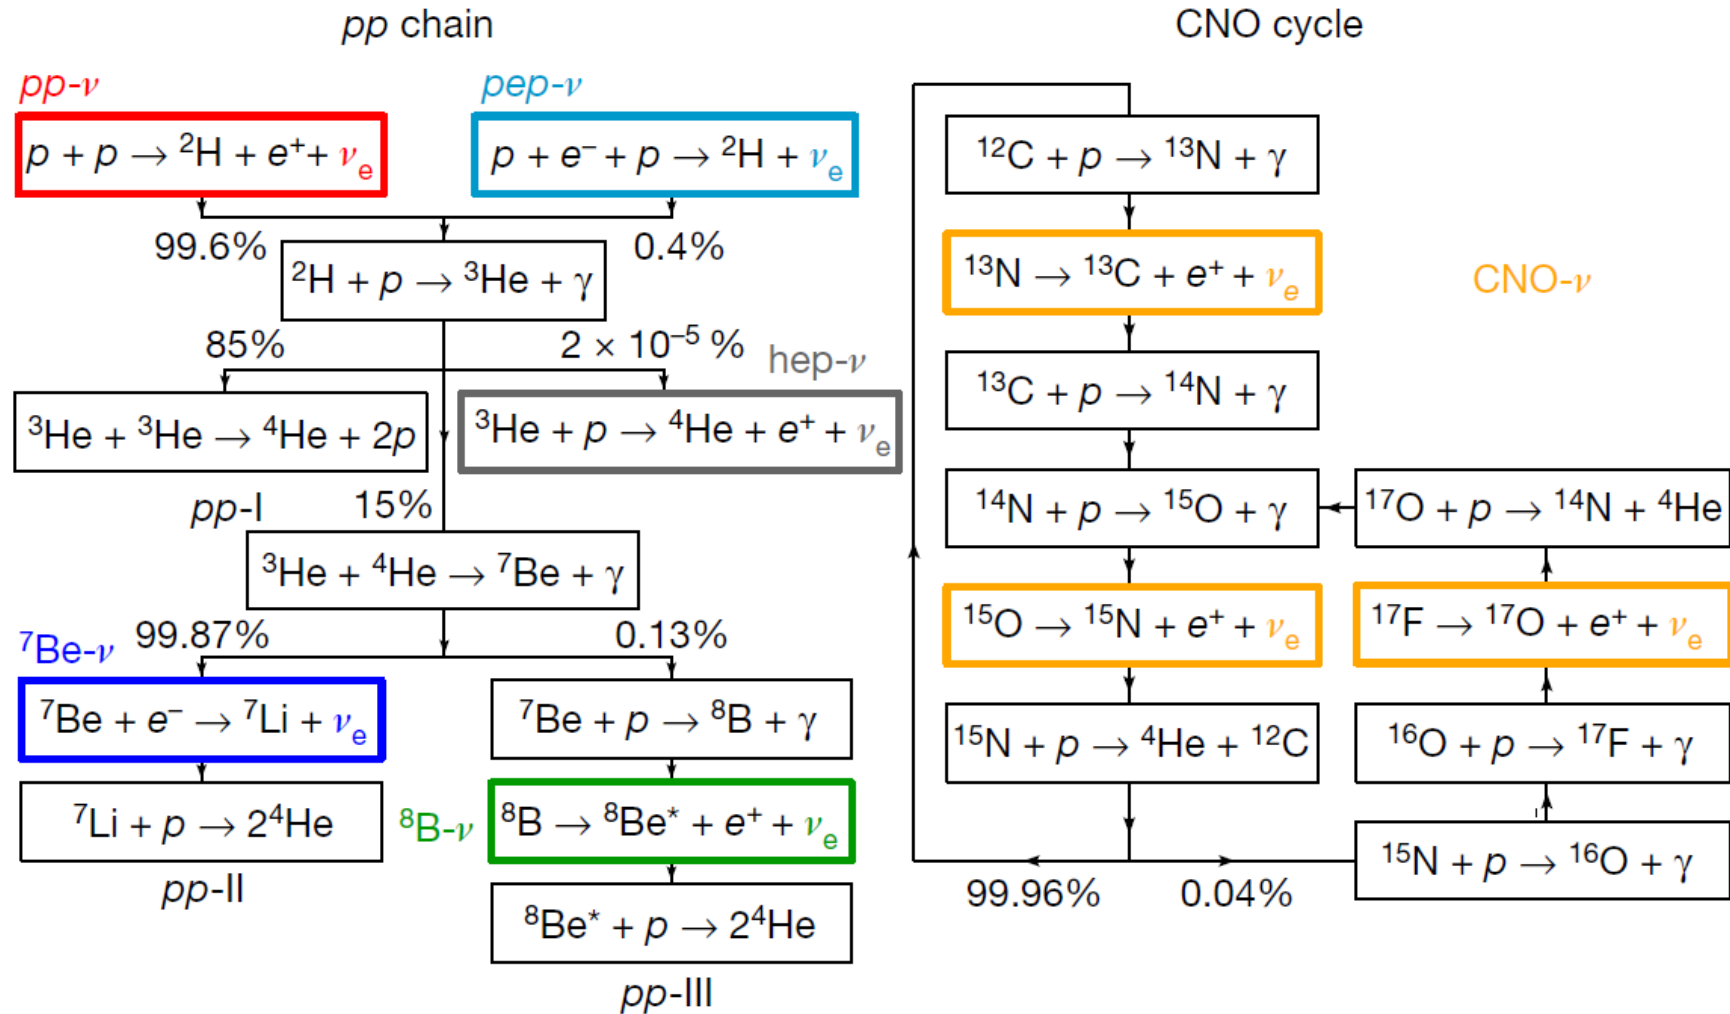 pp chain
pp-ν
pep-ν
p + p → ²H + e⁺ + νₑ
p + e⁻ + p → ²H + νₑ
99.6%
0.4%
²H + p → ³He + γ
85%
2 × 10⁻⁵ %
hep-ν
³He + ³He → ⁴He + 2p
³He + p → ⁴He + e⁺ + νₑ
pp-I
15%
³He + ⁴He → ⁷Be + γ
⁷Be-ν
99.87%
0.13%
⁷Be + e⁻ → ⁷Li + νₑ
⁷Be + p → ⁸B + γ
⁷Li + p → 2⁴He
⁸B-ν
⁸B → ⁸Be* + e⁺ + νₑ
pp-II
⁸Be* + p → 2⁴He
pp-III
CNO cycle
¹²C + p → ¹³N + γ
¹³N → ¹³C + e⁺ + νₑ
CNO-ν
¹³C + p → ¹⁴N + γ
¹⁴N + p → ¹⁵O + γ
¹⁷O + p → ¹⁴N + ⁴He
¹⁵O → ¹⁵N + e⁺ + νₑ
¹⁷F → ¹⁷O + e⁺ + νₑ
¹⁵N + p → ⁴He + ¹²C
¹⁶O + p → ¹⁷F + γ
¹⁵N + p → ¹⁶O + γ
99.96%
0.04%